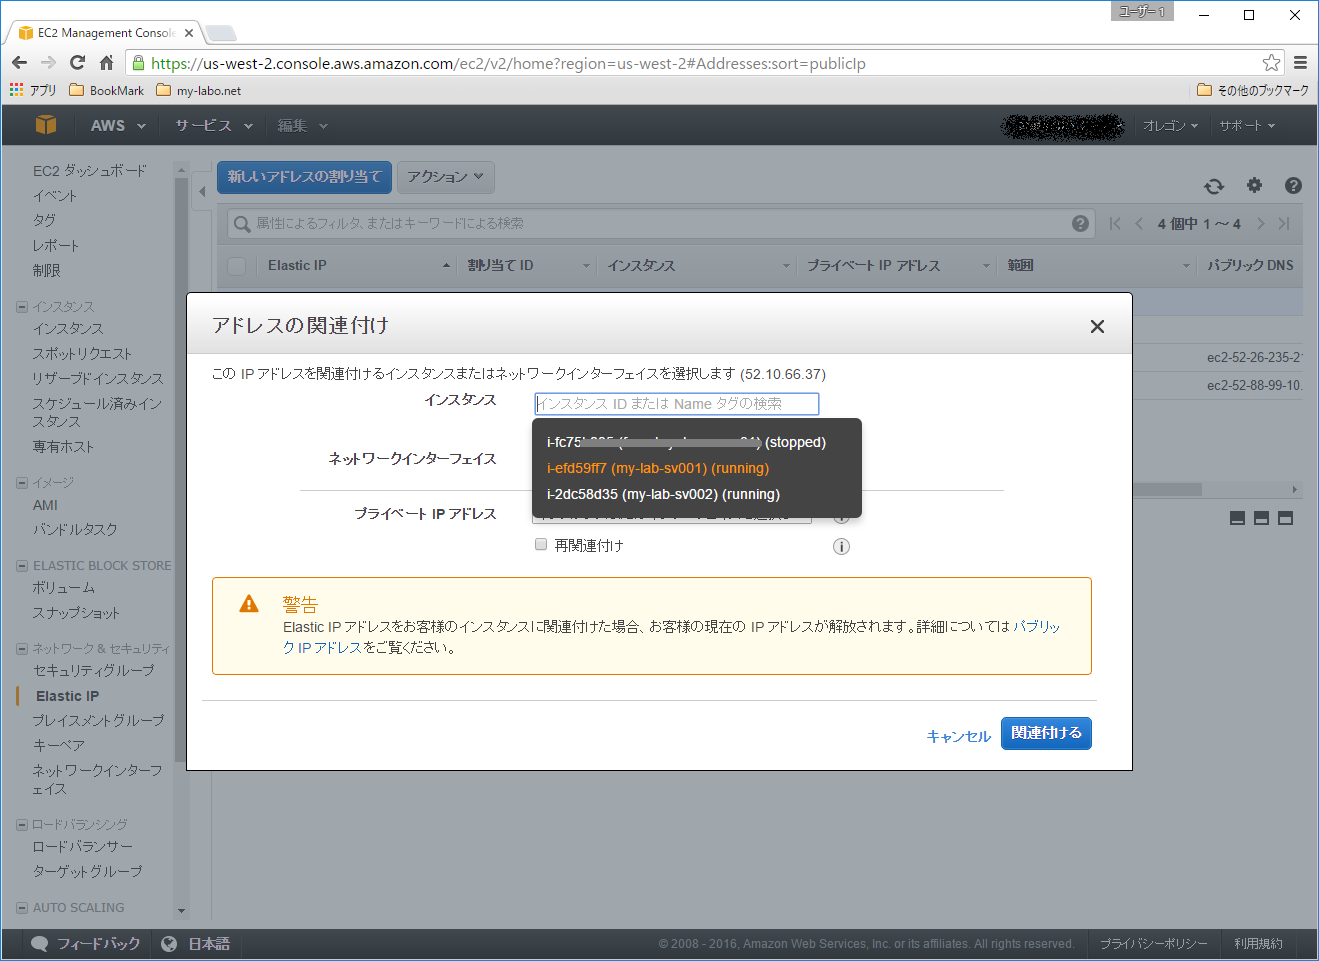 ユーザー 1
EC2 Management Console
https://us-west-2.console.aws.amazon.com/ec2/v2/home?region=us-west-2#Addresses:sort=publicIp
アプリ BookMark my-labo.net その他のブックマーク
AWS サービス 編集 オレゴン サポート
EC2 ダッシュボード
イベント
タグ
レポート
制限
インスタンス
インスタンス
スポットリクエスト
リザーブドインスタンス
スケジュール済みイン
スタンス
専有ホスト
イメージ
AMI
バンドルタスク
ELASTIC BLOCK STORE
ボリューム
スナップショット
ネットワーク & セキュリティ
セキュリティグループ
Elastic IP
プレイスメントグループ
キーペア
ネットワークインターフ
ェイス
ロードバランシング
ロードバランサー
ターゲットグループ
AUTO SCALING
新しいアドレスの割り当て アクション
属性によるフィルタ、またはキーワードによる検索 4 個中 1 ～ 4
Elastic IP 割り当て ID インスタンス プライベート IP アドレス 範囲 パブリック DNS
ec2-52-26-235-2
ec2-52-88-99-10.
アドレスの関連付け
この IP アドレスを関連付けるインスタンスまたはネットワークインターフェイスを選択します (52.10.66.37)
インスタンス インスタンス ID または Name タグの検索
(stopped)
i-efd59ff7 (my-lab-sv001) (running)
i-2dc58d35 (my-lab-sv002) (running)
ネットワークインターフェイス
プライベート IP アドレス
再関連付け
警告
Elastic IP アドレスをお客様のインスタンスに関連付けた場合、お客様の現在の IP アドレスが解放されます。詳細については パブリッ
ク IP アドレスをご覧ください。
キャンセル 関連付ける
フィードバック 日本語 © 2008 - 2016, Amazon Web Services, Inc. or its affiliates. All rights reserved. プライバシーポリシー 利用規約